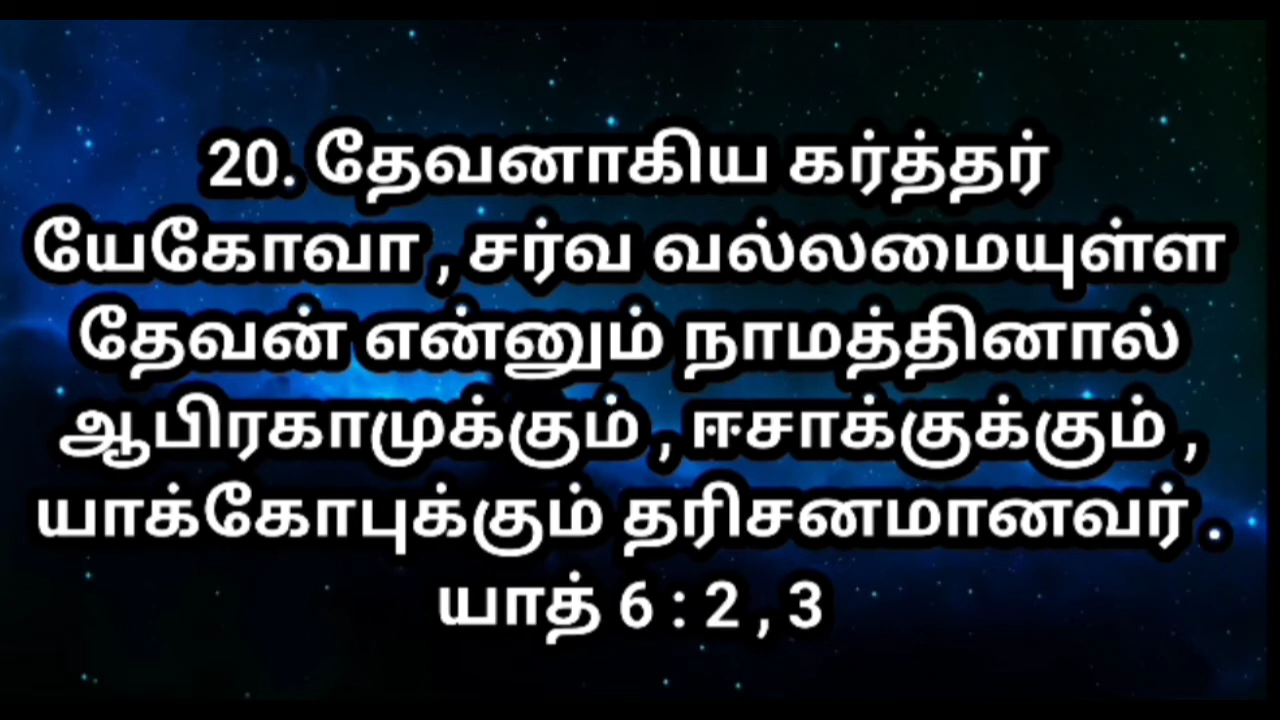 20. தேவனாகிய கர்த்தர்
யேகோவா , சர்வ வல்லமையுள்ள
தேவன் என்னும் நாமத்தினால்
ஆபிரகாமுக்கும் , ஈசாக்குக்கும் ,
யாக்கோபுக்கும் தரிசனமானவர் .
யாத் 6 : 2 , 3